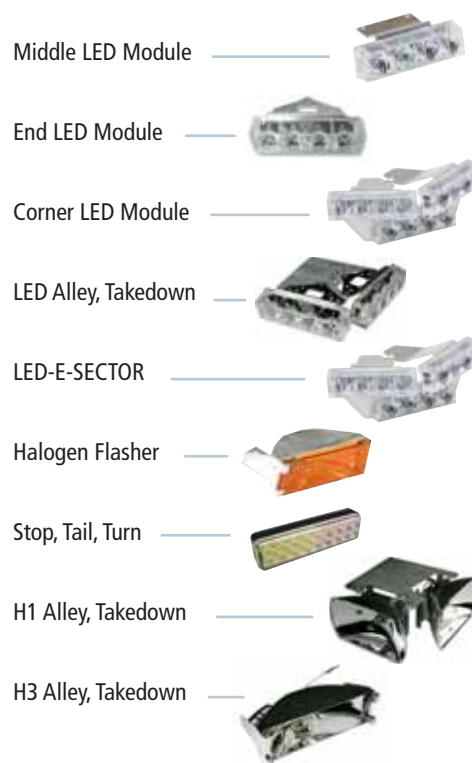 Middle LED Module
End LED Module
Corner LED Module
LED Alley, Takedown
LED-E-SECTOR
Halogen Flasher
Stop, Tail, Turn
H1 Alley, Takedown
H3 Alley, Takedown